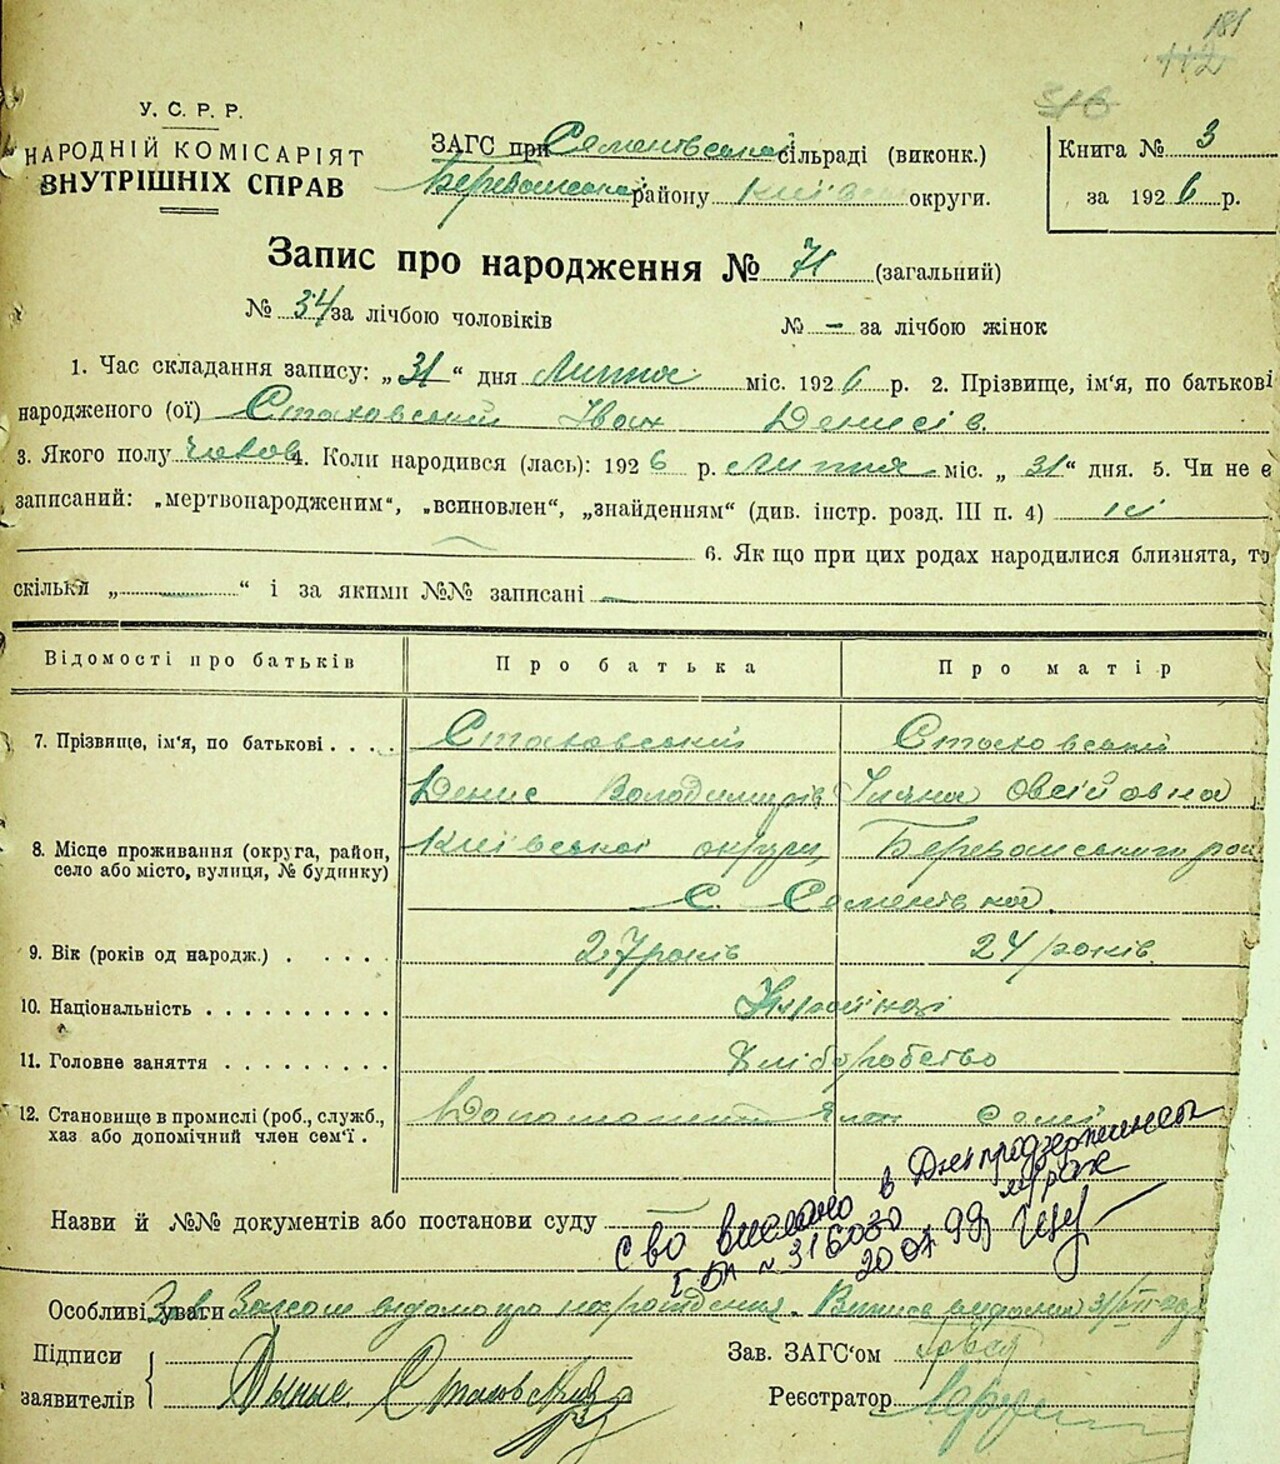 181
112
У. С. Р. Р.
НАРОДНІЙ КОМІСАРІЯТ
ВНУТРІШНІХ СПРАВ
ЗАГС при Семенівській сільраді (виконк.)
Березанського району Київської округи.
Книга № 3
за 1926 р.
Запис про народження № 71 (загальний)
№ 34 за лічбою чоловіків № – за лічбою жінок
1. Час складання запису: „31“ дня Липня міс. 1926 р. 2. Прізвище, ім‘я, по батькові
народженого (ої) Стаховський Іван Денисів.
3. Якого полу чолов 4. Коли народився (лась): 1926 р. Липня міс. „31“ дня. 5. Чи не є
записаний: „мертвонародженим“, „всиновлен“, „знайденням“ (див. інстр. розд. III п. 4) ні
6. Як що при цих родах народилися близнята, то
скільки „ “ і за якими №№ записані –
Відомості про батьків Про батька Про матір
7. Прізвище, ім‘я, по батькові Стаховський Стаховській
Денис Володимирів Овсійовна
8. Місце проживання (округа, район, Київської округи, Березанського рай
село або місто, вулиця, № будинку)
С. Семенівка.
9. Вік (років од народж.) 27 років 24 років.
10. Національність Українці
11. Головне заняття Хліборобство
12. Становище в промислі (роб., служб.,
хаз або допомічний член сем‘ї .
Назви й №№ документів або постанови суду
в Днепродзержинськ
сво выслано
І БЛ № 316030
Особливі уваги
Підписи
заявителів
Зав. ЗАГС‘ом
Реєстратор